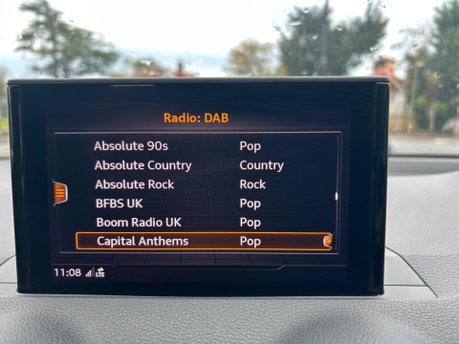 Radio: DAB
Absolute 90s Pop
Absolute Country Country
Absolute Rock Rock
BFBS UK Pop
Boom Radio UK Pop
Capital Anthems Pop
11:08 LTE